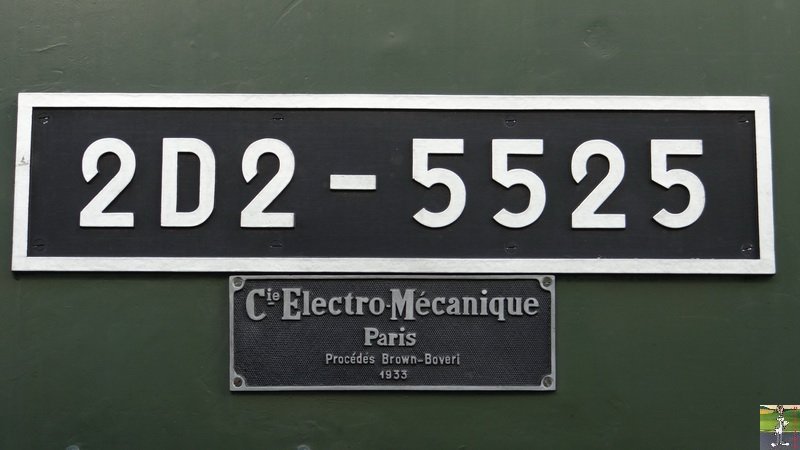 2D2-5525
Cie Electro-Mécanique
Paris
Procédés Brown-Boveri
1933